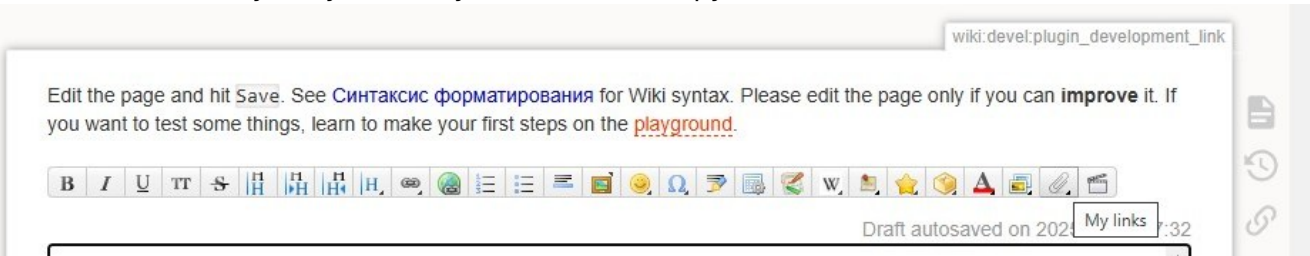 wiki:devel:plugin_development_link
Edit the page and hit Save. See Синтаксис форматирования for Wiki syntax. Please edit the page only if you can improve it. If
you want to test some things, learn to make your first steps on the playground.
B I U TT S H H H H Ω W A
Draft autosaved on 202 7:32
My links